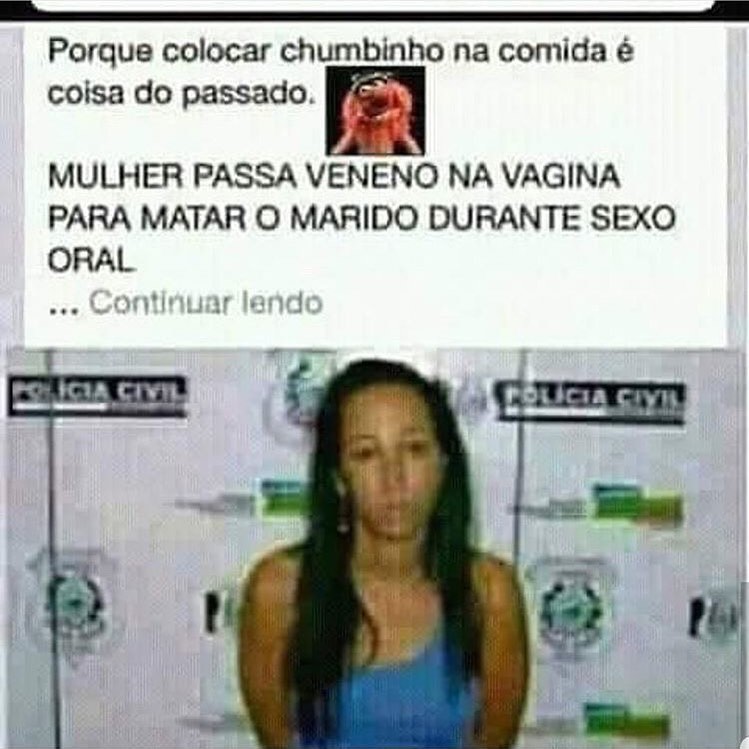 Porque colocar chumbinho na comida é
coisa do passado.
MULHER PASSA VENENO NA VAGINA
PARA MATAR O MARIDO DURANTE SEXO
ORAL
... Continuar lendo
POLÍCIA CIVIL
POLÍCIA CIVIL